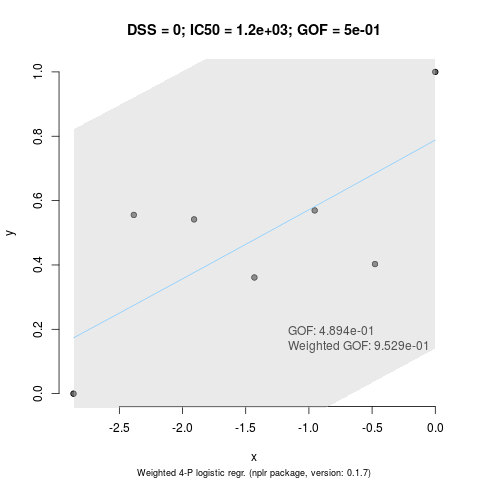 DSS = 0; IC50 = 1.2e+03; GOF = 5e-01
1.0
0.8
0.6
y
0.4
0.2
0.0
GOF: 4.894e-01
Weighted GOF: 9.529e-01
-2.5 -2.0 -1.5 -1.0 -0.5 0.0
x
Weighted 4-P logistic regr. (nplr package, version: 0.1.7)